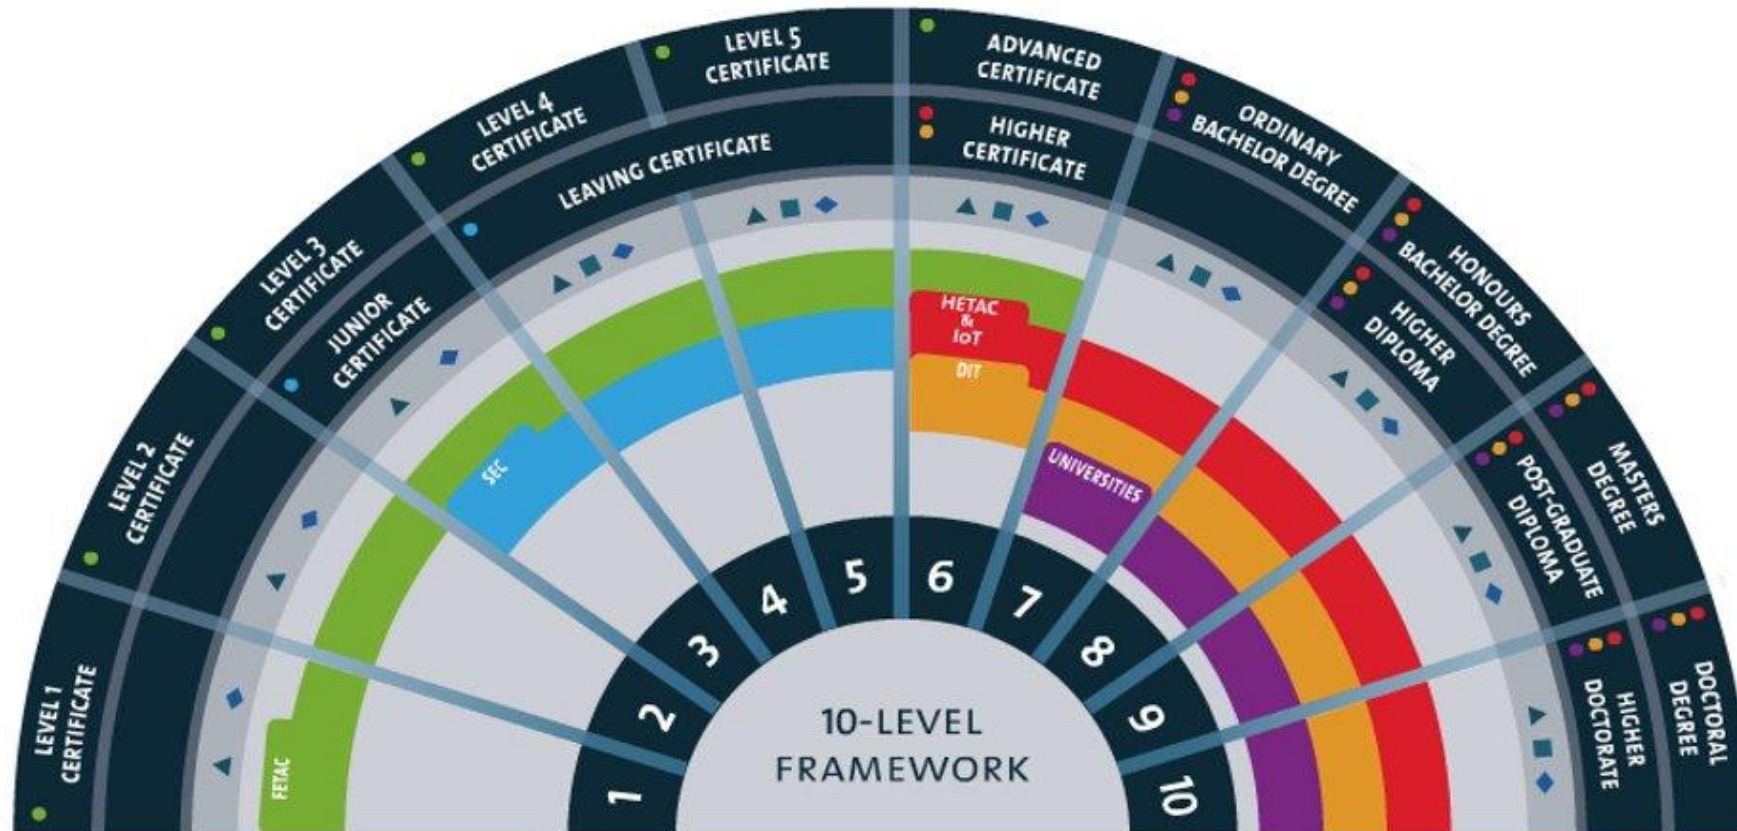 LEVEL 1
CERTIFICATE
LEVEL 2
CERTIFICATE
LEVEL 3
CERTIFICATE
JUNIOR
CERTIFICATE
LEVEL 4
CERTIFICATE
LEVEL 5
CERTIFICATE
LEAVING CERTIFICATE
ADVANCED
CERTIFICATE
HIGHER
CERTIFICATE
ORDINARY
BACHELOR DEGREE
HONOURS
BACHELOR DEGREE
HIGHER
DIPLOMA
MASTERS
DEGREE
POST-GRADUATE
DIPLOMA
DOCTORAL
DEGREE
HIGHER
DOCTORATE
FETAC
SEC
HETAC
&
IoT
DIT
UNIVERSITIES
1
2
3
4
5
6
7
8
9
10
10-LEVEL
FRAMEWORK